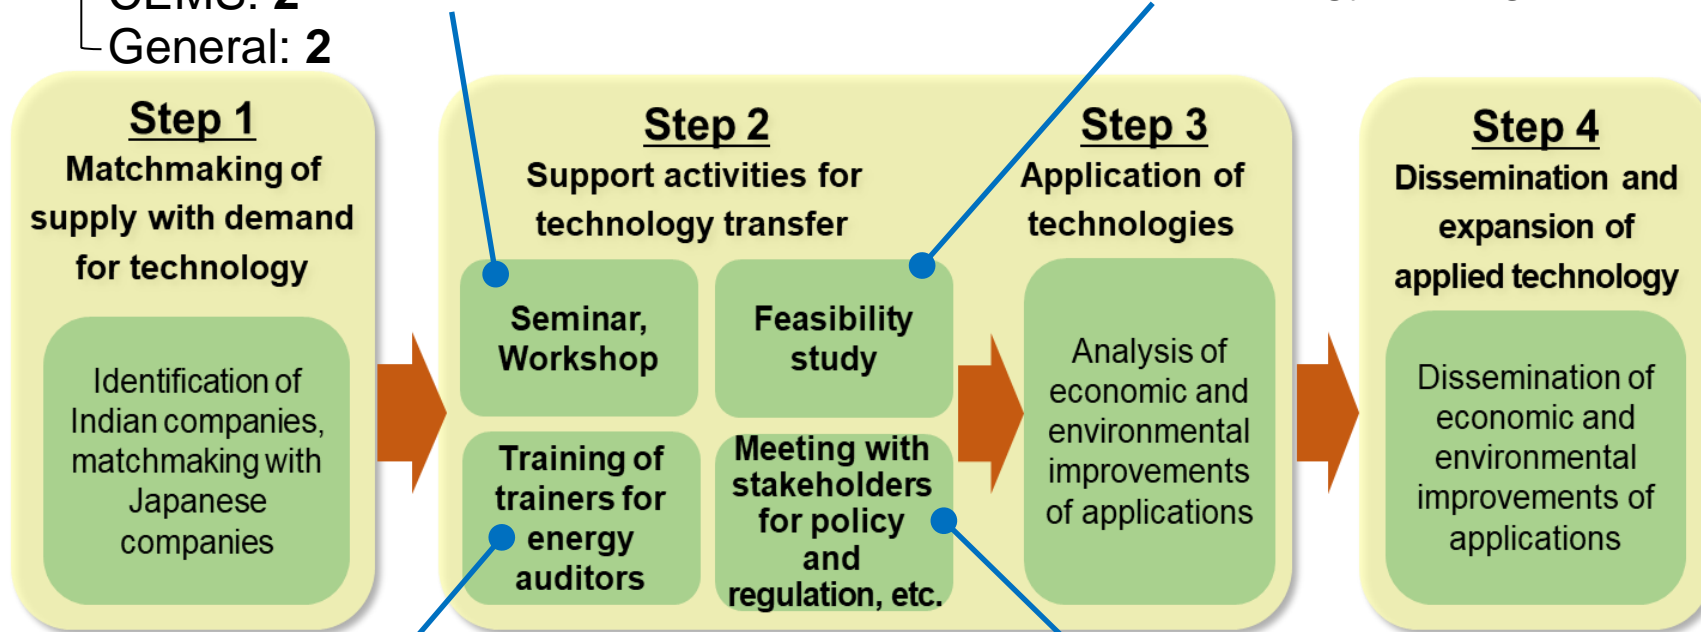 General: 2
Step 1
Matchmaking of
supply with demand
for technology
Identification of
Indian companies,
matchmaking with
Japanese
companies
Step 2
Support activities for
technology transfer
Seminar,
Workshop
Feasibility
study
Training of
trainers for
energy
auditors
Meeting with
stakeholders
for policy
and
regulation, etc.
Step 3
Application of
technologies
Analysis of
economic and
environmental
improvements
of applications
Step 4
Dissemination and
expansion of
applied technology
Dissemination of
economic and
environmental
improvements of
applications